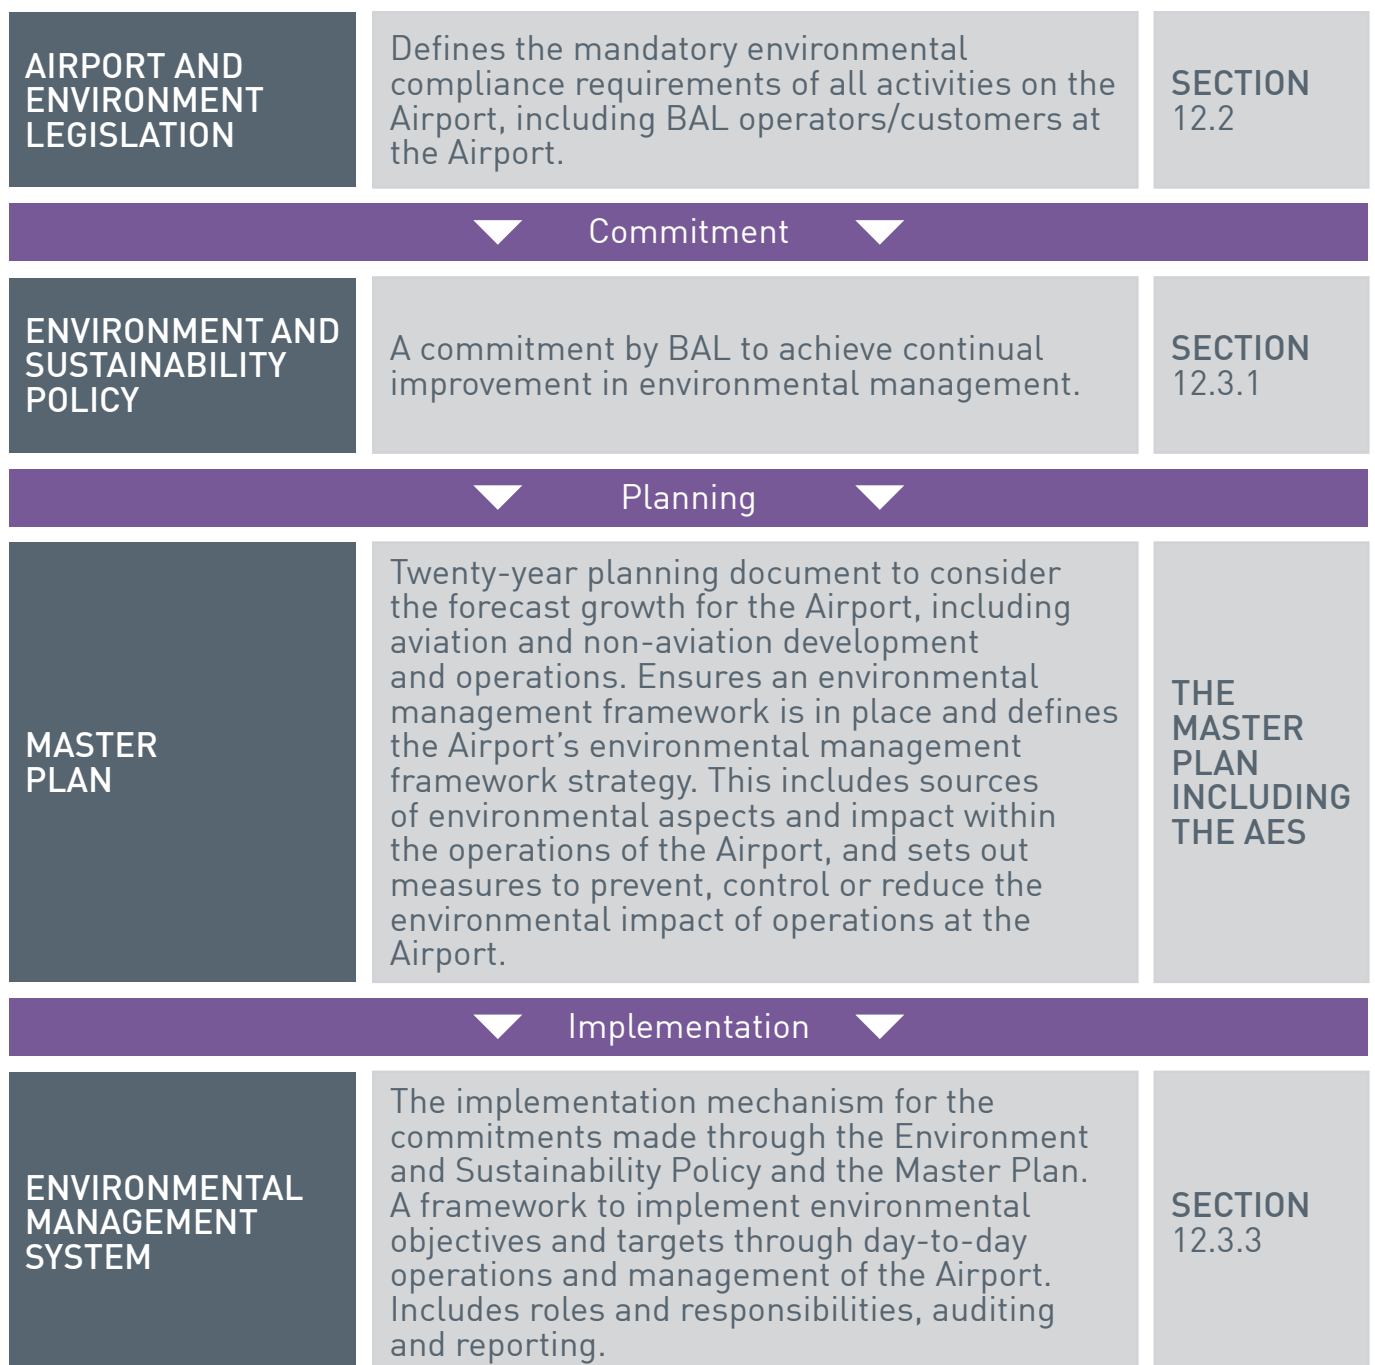 AIRPORT AND
ENVIRONMENT
LEGISLATION
Defines the mandatory environmental
compliance requirements of all activities on the
Airport, including BAL operators/customers at
the Airport.
SECTION
12.2
Commitment
ENVIRONMENT AND
SUSTAINABILITY
POLICY
A commitment by BAL to achieve continual
improvement in environmental management.
SECTION
12.3.1
Planning
MASTER
PLAN
Twenty-year planning document to consider
the forecast growth for the Airport, including
aviation and non-aviation development
and operations. Ensures an environmental
management framework is in place and defines
the Airport’s environmental management
framework strategy. This includes sources
of environmental aspects and impact within
the operations of the Airport, and sets out
measures to prevent, control or reduce the
environmental impact of operations at the
Airport.
THE
MASTER
PLAN
INCLUDING
THE AES
Implementation
ENVIRONMENTAL
MANAGEMENT
SYSTEM
The implementation mechanism for the
commitments made through the Environment
and Sustainability Policy and the Master Plan.
A framework to implement environmental
objectives and targets through day-to-day
operations and management of the Airport.
Includes roles and responsibilities, auditing
and reporting.
SECTION
12.3.3